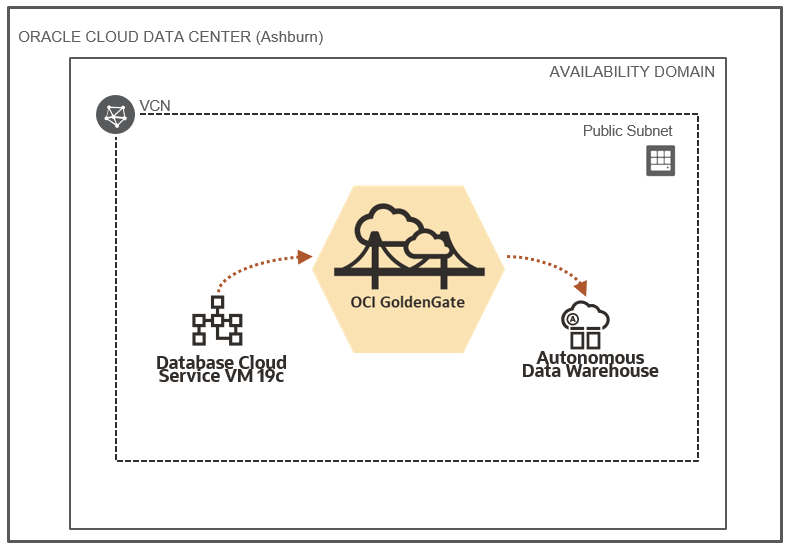 ORACLE CLOUD DATA CENTER (Ashburn)
AVAILABILITY DOMAIN
VCN
Public Subnet
OCI GoldenGate
Database Cloud
Service VM 19c
A
Autonomous
Data Warehouse